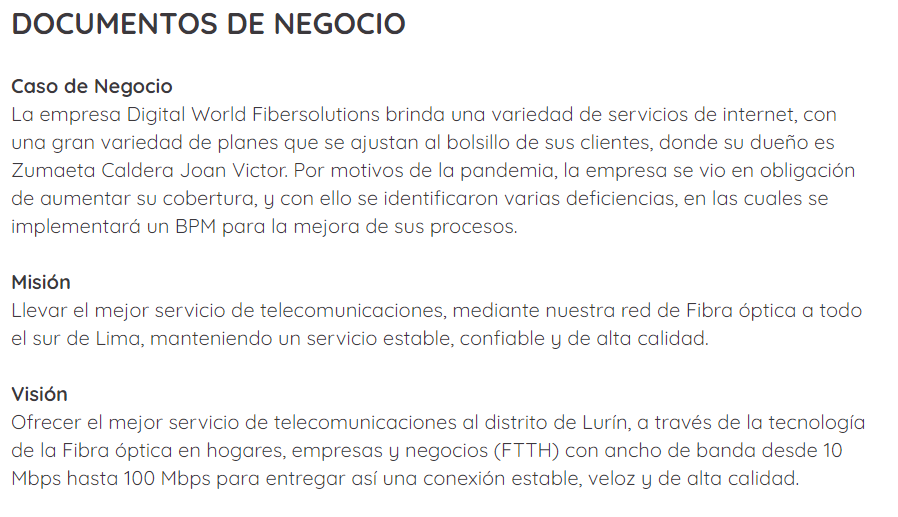 DOCUMENTOS DE NEGOCIO
Caso de Negocio
La empresa Digital World Fibersolutions brinda una variedad de servicios de internet, con
una gran variedad de planes que se ajustan al bolsillo de sus clientes, donde su dueño es
Zumaeta Caldera Joan Victor. Por motivos de la pandemia, la empresa se vio en obligación
de aumentar su cobertura, y con ello se identificaron varias deficiencias, en las cuales se
implementará un BPM para la mejora de sus procesos.
Misión
Llevar el mejor servicio de telecomunicaciones, mediante nuestra red de Fibra óptica a todo
el sur de Lima, manteniendo un servicio estable, confiable y de alta calidad.
Visión
Ofrecer el mejor servicio de telecomunicaciones al distrito de Lurín, a través de la tecnología
de la Fibra óptica en hogares, empresas y negocios (FTTH) con ancho de banda desde 10
Mbps hasta 100 Mbps para entregar así una conexión estable, veloz y de alta calidad.